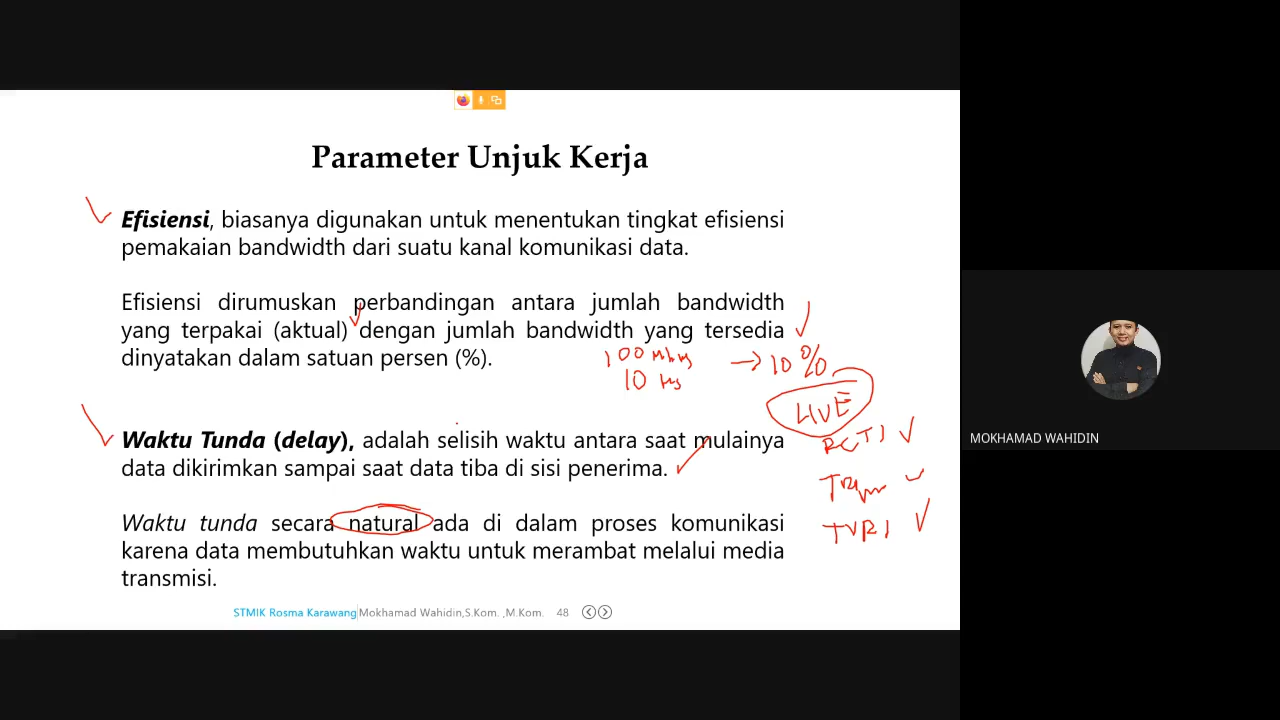 Parameter Unjuk Kerja
Efisiensi, biasanya digunakan untuk menentukan tingkat efisiensi
pemakaian bandwidth dari suatu kanal komunikasi data.
Efisiensi dirumuskan perbandingan antara jumlah bandwidth
yang terpakai (aktual) dengan jumlah bandwidth yang tersedia
dinyatakan dalam satuan persen (%).
100
10
10 %
LIVE
Waktu Tunda (delay), adalah selisih waktu antara saat mulainya
data dikirimkan sampai saat data tiba di sisi penerima.
RCTI
TVRI
Waktu tunda secara natural ada di dalam proses komunikasi
karena data membutuhkan waktu untuk merambat melalui media
transmisi.
STMIK Rosma Karawang|Mokhamad Wahidin,S.Kom. ,M.Kom. 48
MOKHAMAD WAHIDIN